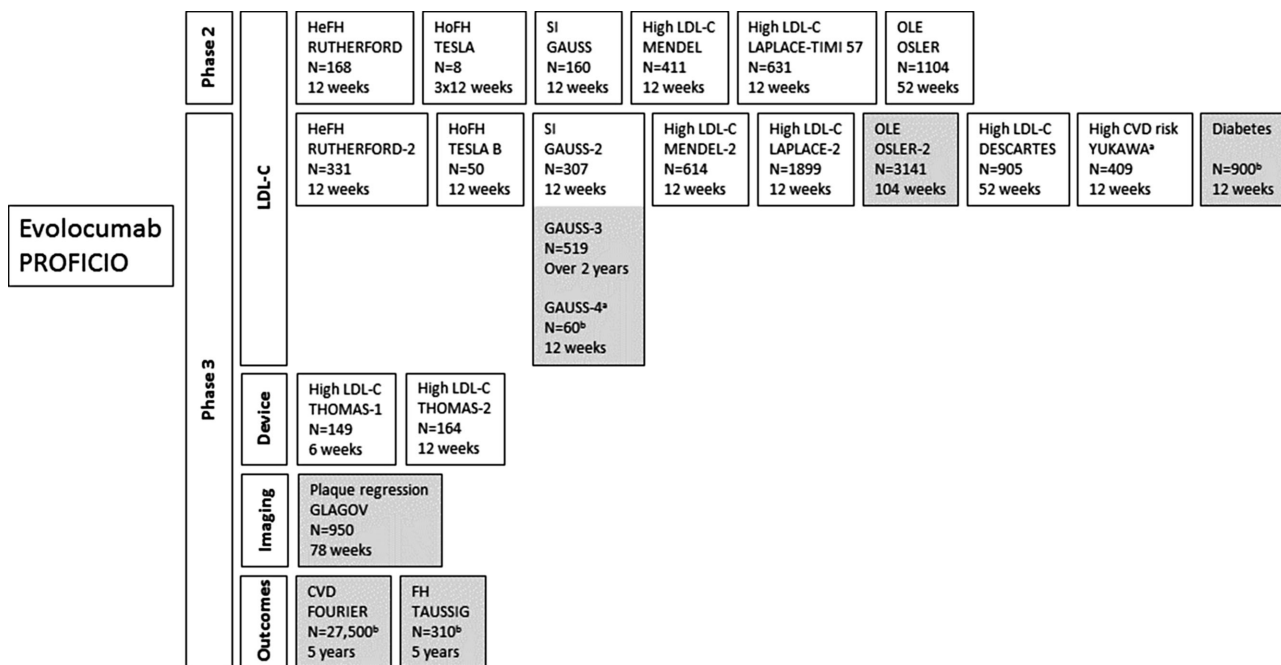 Evolocumab
PROFICIO
Phase 2
Phase 3
LDL-C
Device
Imaging
Outcomes
HeFH
RUTHERFORD
N=168
12 weeks
HoFH
TESLA
N=8
3x12 weeks
SI
GAUSS
N=160
12 weeks
High LDL-C
MENDEL
N=411
12 weeks
High LDL-C
LAPLACE-TIMI 57
N=631
12 weeks
OLE
OSLER
N=1104
52 weeks
HeFH
RUTHERFORD-2
N=331
12 weeks
HoFH
TESLA B
N=50
12 weeks
SI
GAUSS-2
N=307
12 weeks
GAUSS-3
N=519
Over 2 years
GAUSS-4ᵃ
N=60ᵇ
12 weeks
High LDL-C
MENDEL-2
N=614
12 weeks
High LDL-C
LAPLACE-2
N=1899
12 weeks
OLE
OSLER-2
N=3141
104 weeks
High LDL-C
DESCARTES
N=905
52 weeks
High CVD risk
YUKAWAᵃ
N=409
12 weeks
Diabetes
N=900ᵇ
12 weeks
High LDL-C
THOMAS-1
N=149
6 weeks
High LDL-C
THOMAS-2
N=164
12 weeks
Plaque regression
GLAGOV
N=950
78 weeks
CVD
FOURIER
N=27,500ᵇ
5 years
FH
TAUSSIG
N=310ᵇ
5 years